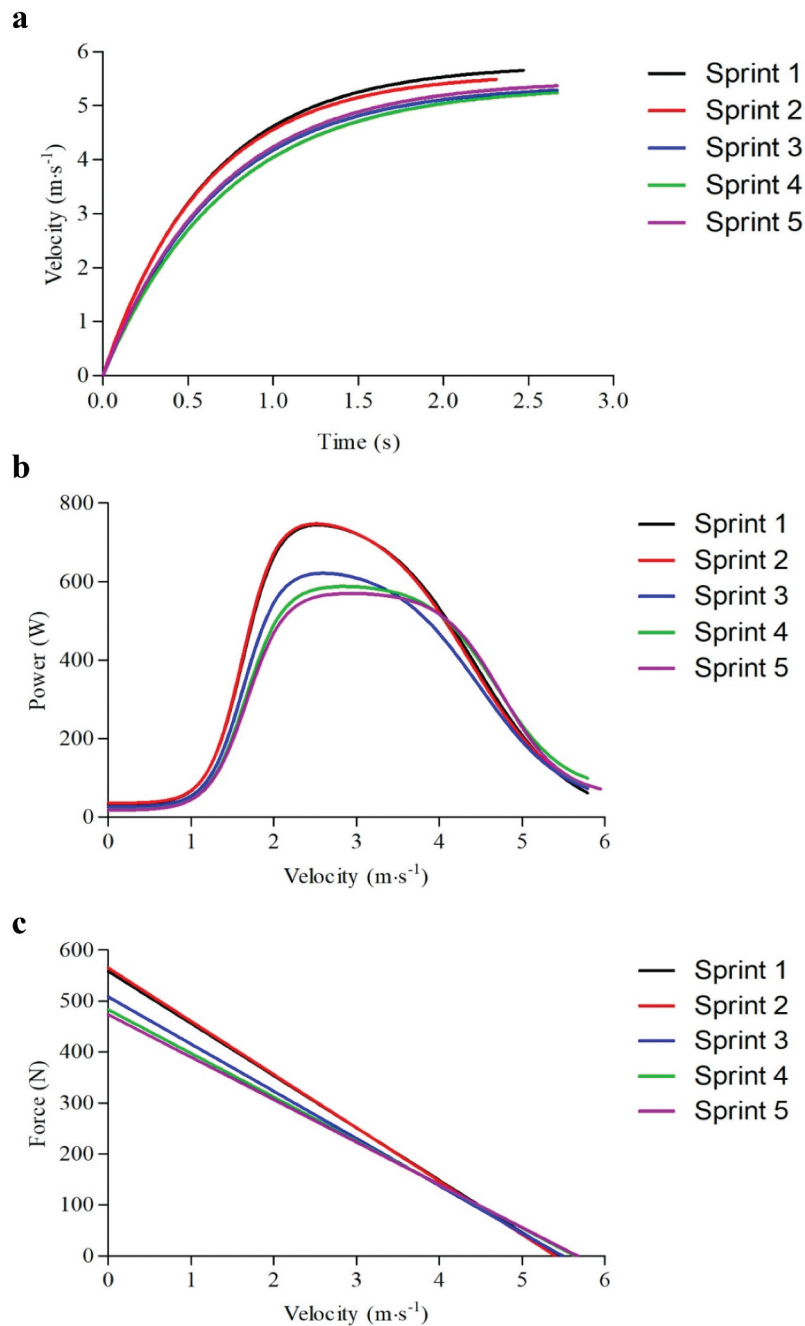 a
6
5
4
3
2
1
0
Velocity (m·s⁻¹)
0.0 0.5 1.0 1.5 2.0 2.5 3.0
Time (s)
Sprint 1
Sprint 2
Sprint 3
Sprint 4
Sprint 5
b
800
600
400
200
0
Power (W)
0 1 2 3 4 5 6
Velocity (m·s⁻¹)
Sprint 1
Sprint 2
Sprint 3
Sprint 4
Sprint 5
c
600
500
400
300
200
100
0
Force (N)
0 1 2 3 4 5 6
Velocity (m·s⁻¹)
Sprint 1
Sprint 2
Sprint 3
Sprint 4
Sprint 5